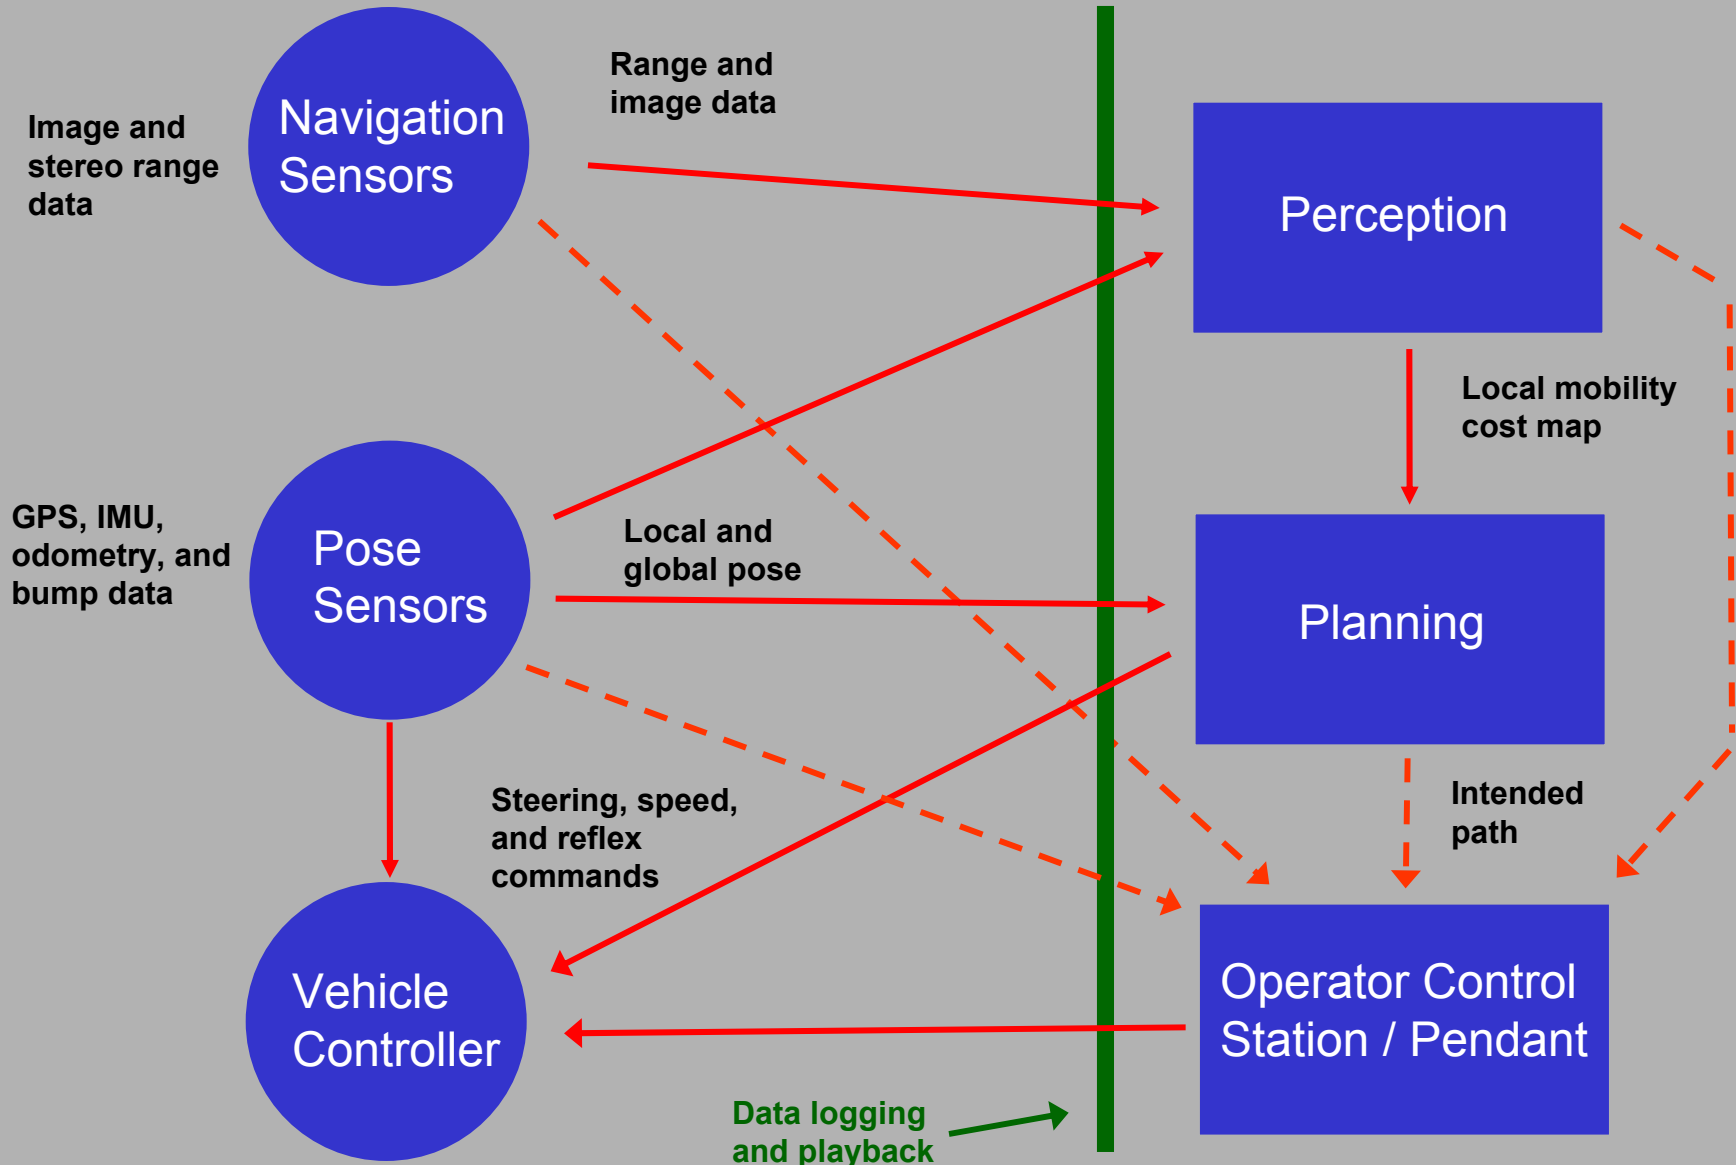 Range and
image data
Navigation
Sensors
Image and
stereo range
data
Perception
Local mobility
cost map
GPS, IMU,
odometry, and
bump data
Pose
Sensors
Local and
global pose
Planning
Steering, speed,
and reflex
commands
Intended
path
Vehicle
Controller
Operator Control
Station / Pendant
Data logging
and playback